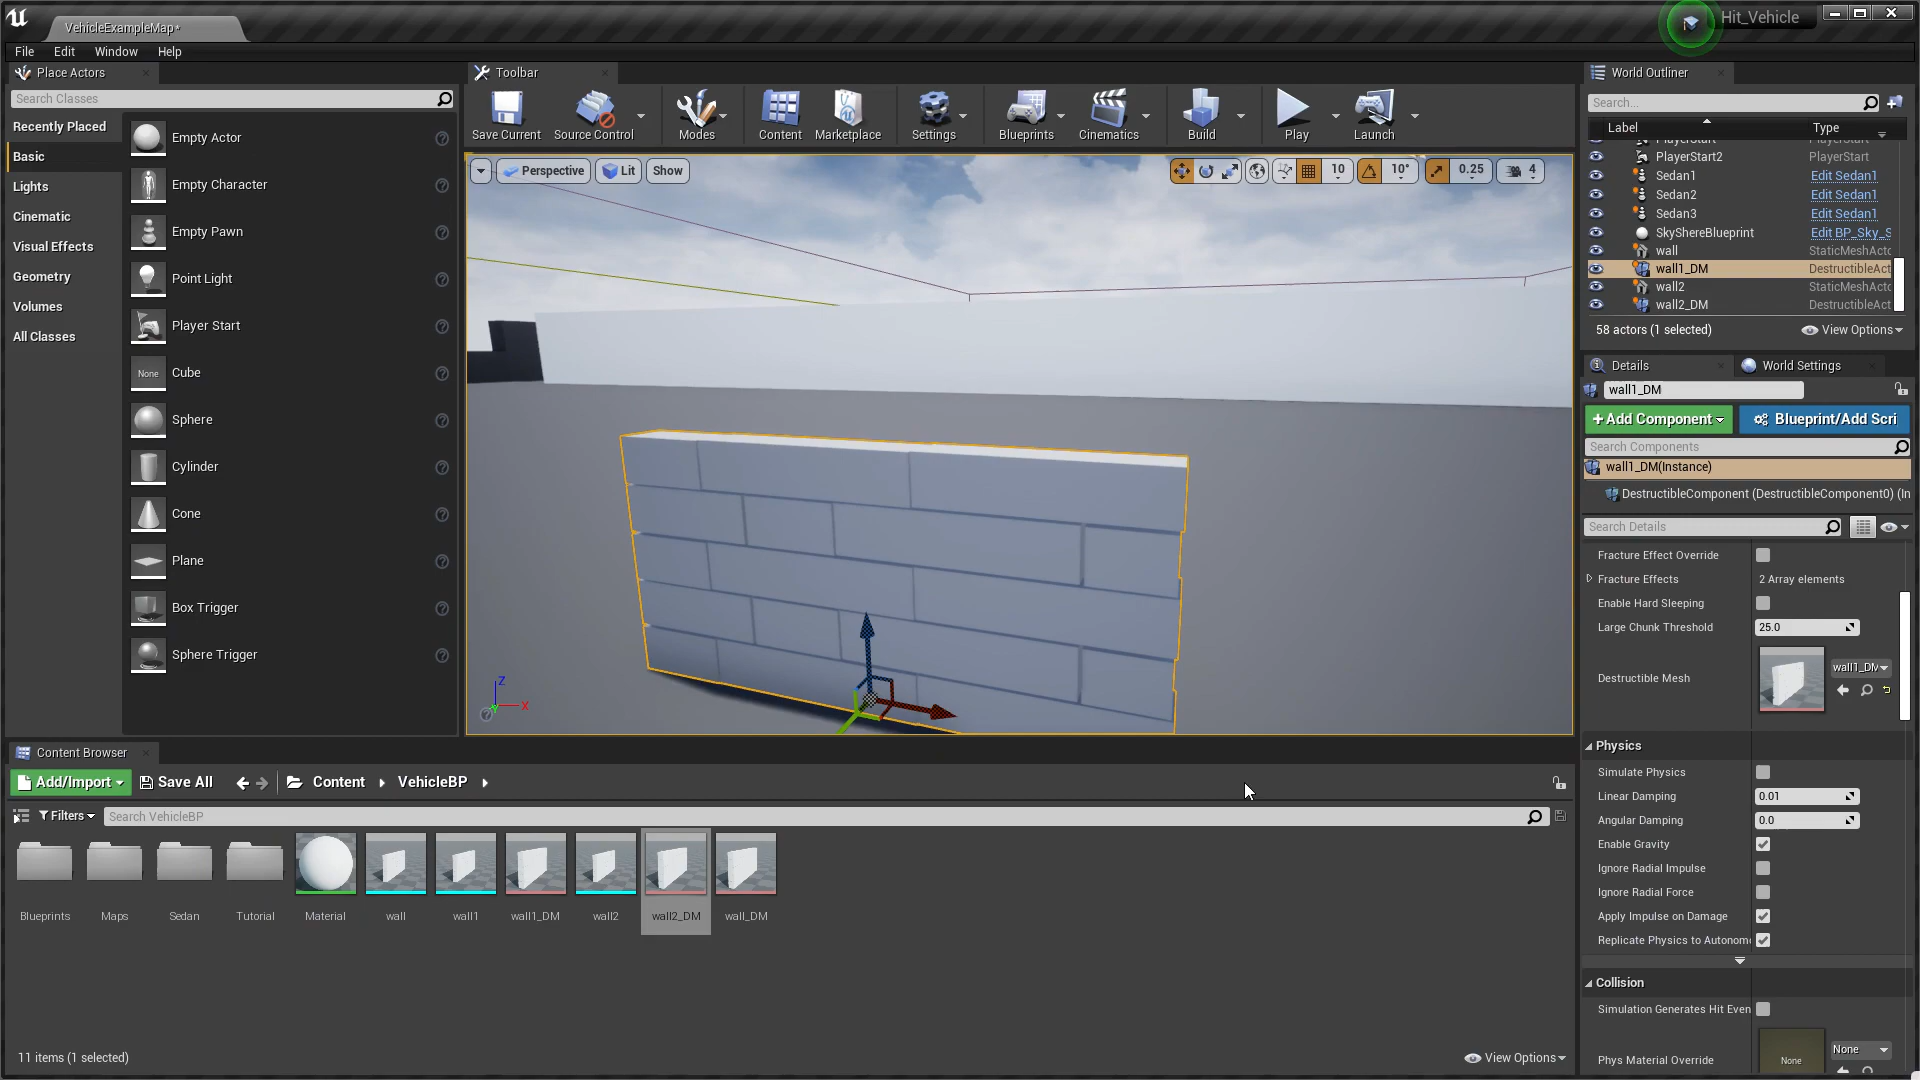 VehicleExampleMap*
Hit_Vehicle
File Edit Window Help
Place Actors
Search Classes
Recently Placed
Basic
Lights
Cinematic
Visual Effects
Geometry
Volumes
All Classes
Empty Actor
Empty Character
Empty Pawn
Point Light
Player Start
None
Cube
Sphere
Cylinder
Cone
Plane
Box Trigger
Sphere Trigger
Toolbar
Save Current
Source Control
Modes
Content
Marketplace
Settings
Blueprints
Cinematics
Build
Play
Launch
Perspective
Lit
Show
10
10°
0.25
4
Z
X
World Outliner
Search...
Label Type
PlayerStart2 PlayerStart
Sedan1 Edit Sedan1
Sedan2 Edit Sedan1
Sedan3 Edit Sedan1
SkyShereBlueprint Edit BP_Sky_S
wall StaticMeshActo
wall1_DM DestructibleAct
wall2 StaticMeshActo
wall2_DM DestructibleAct
58 actors (1 selected)
View Options
Details
World Settings
wall1_DM
+Add Component
Blueprint/Add Scri
Search Components
wall1_DM(Instance)
DestructibleComponent (DestructibleComponent0) (In
Search Details
Fracture Effect Override
Fracture Effects 2 Array elements
Enable Hard Sleeping
Large Chunk Threshold 25.0
Destructible Mesh wall1_DM
Physics
Simulate Physics
Linear Damping 0.01
Angular Damping 0.0
Enable Gravity
Ignore Radial Impulse
Ignore Radial Force
Apply Impulse on Damage
Replicate Physics to Autonom
Collision
Simulation Generates Hit Even
Phys Material Override None None
Content Browser
Add/Import
Save All
Content
VehicleBP
Filters
Search VehicleBP
Blueprints
Maps
Sedan
Tutorial
Material
wall
wall1
wall1_DM
wall2
wall2_DM
wall_DM
11 items (1 selected)
View Options